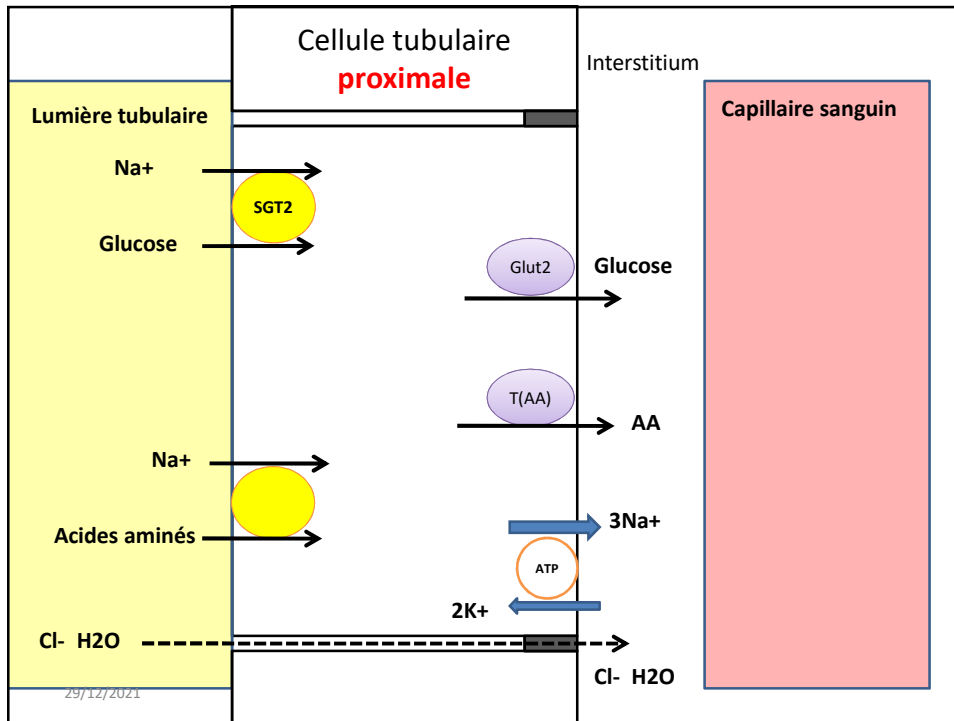 Cellule tubulaire
proximale
Interstitium
Lumière tubulaire
Capillaire sanguin
Na+
SGT2
Glucose
Glut2
Glucose
T(AA)
AA
Na+
Acides aminés
3Na+
ATP
2K+
Cl- H2O
Cl- H2O
29/12/2021